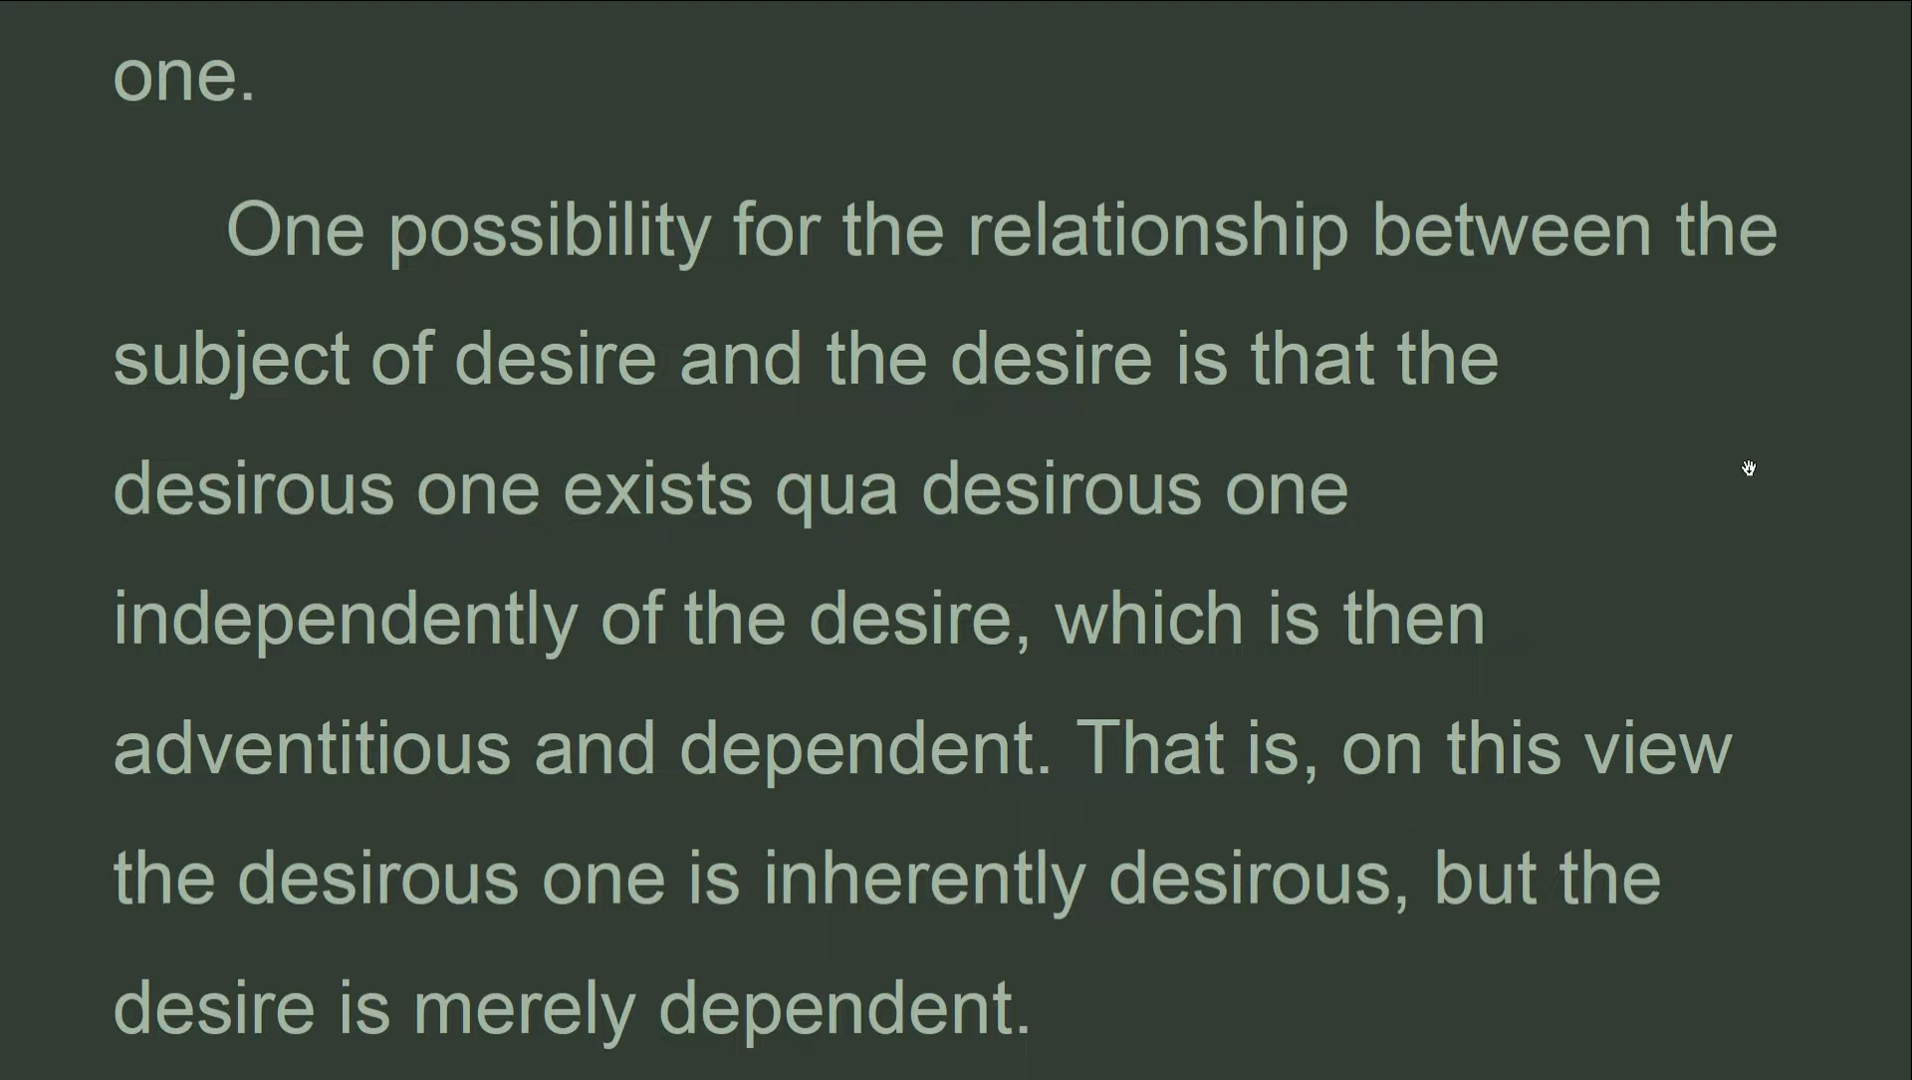 one.
One possibility for the relationship between the
subject of desire and the desire is that the
desirous one exists qua desirous one
independently of the desire, which is then
adventitious and dependent. That is, on this view
the desirous one is inherently desirous, but the
desire is merely dependent.